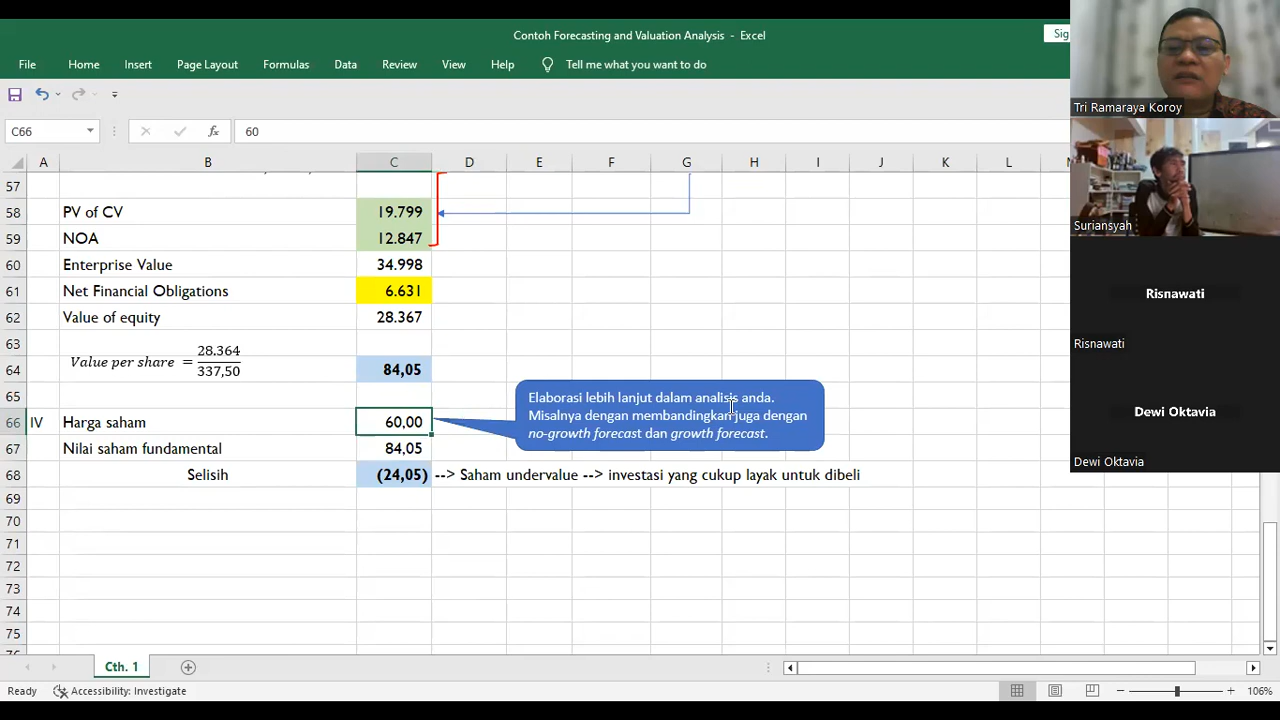 Contoh Forecasting and Valuation Analysis - Excel
Sig
File Home Insert Page Layout Formulas Data Review View Help Tell me what you want to do
C66 fx 60
A B C D E F G H I J K L
57
58 PV of CV 19.799
59 NOA 12.847
60 Enterprise Value 34.998
61 Net Financial Obligations 6.631
62 Value of equity 28.367
63
Value per share = 28.364 / 337,50
64 84,05
65
66 IV Harga saham 60,00
67 Nilai saham fundamental 84,05
68 Selisih (24,05) --> Saham undervalue --> investasi yang cukup layak untuk dibeli
69
70
71
72
73
74
75
Elaborasi lebih lanjut dalam analisis anda.
Misalnya dengan membandingkan juga dengan
no-growth forecast dan growth forecast.
Cth. 1
Ready Accessibility: Investigate 106%
Tri Ramaraya Koroy
Suriansyah
Risnawati
Risnawati
Dewi Oktavia
Dewi Oktavia